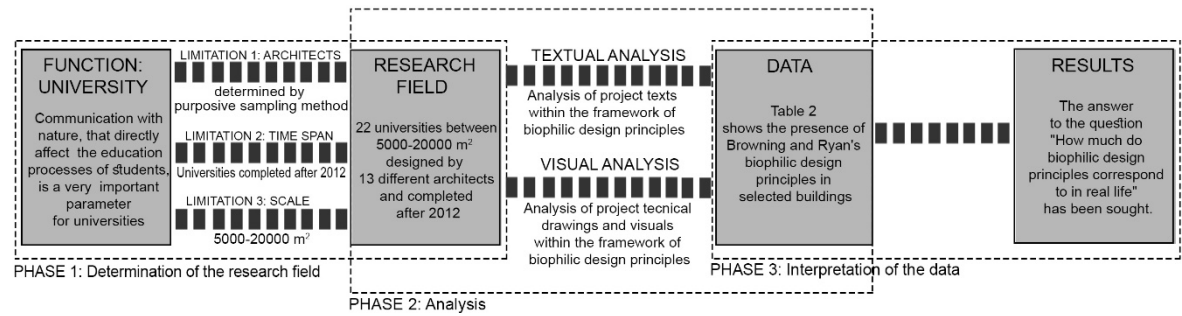 FUNCTION:
UNIVERSITY
Communication with
nature, that directly
affect the education
processes of students,
is a very important
parameter
for universities
LIMITATION 1: ARCHITECTS
determined by
purposive sampling method
LIMITATION 2: TIME SPAN
Universities completed after 2012
LIMITATION 3: SCALE
5000-20000 m²
RESEARCH
FIELD
22 universities between
5000-20000 m²
designed by
13 different architects
and completed
after 2012
TEXTUAL ANALYSIS
Analysis of project texts
within the framework of
biophilic design principles
VISUAL ANALYSIS
Analysis of project tecnical
drawings and visuals
within the framework of
biophilic design principles
DATA
Table 2
shows the presence of
Browning and Ryan's
biophilic design
principles in
selected buildings
RESULTS
The answer
to the question
"How much do
biophilic design
principles correspond
to in real life"
has been sought.
PHASE 1: Determination of the research field
PHASE 2: Analysis
PHASE 3: Interpretation of the data